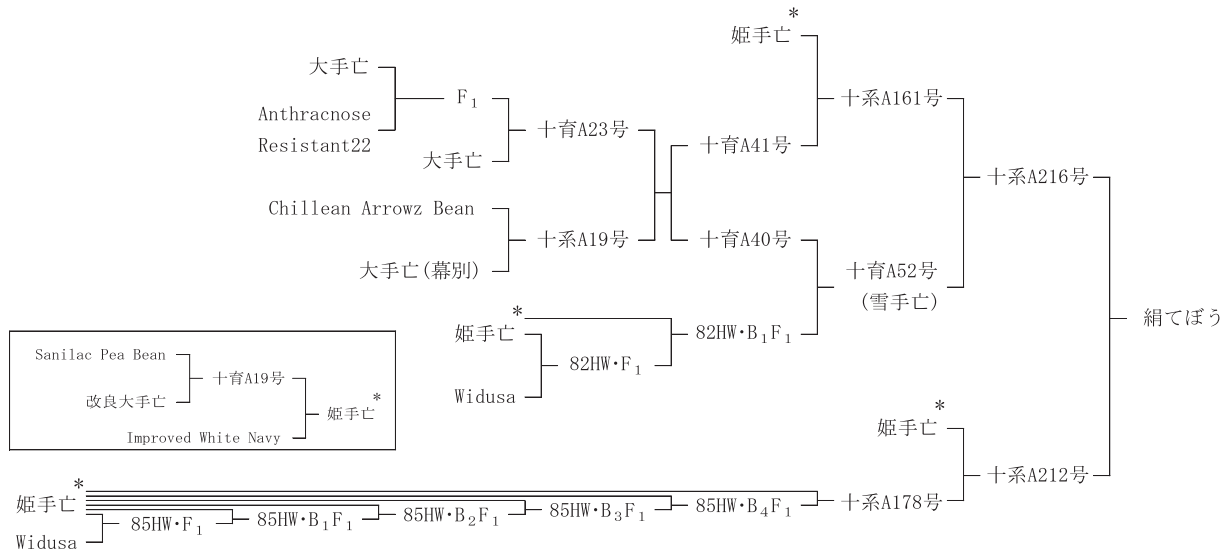 姫手亡*
大手亡
十系A161号
F₁
Anthracnose
Resistant22
十育A23号
十育A41号
大手亡
十系A216号
Chillean Arrowz Bean
十系A19号
十育A40号
大手亡(幕別)
十育A52号
(雪手亡)
絹てぼう
姫手亡*
82HW・B₁F₁
82HW・F₁
Widusa
Sanilac Pea Bean
十育A19号
改良大手亡
姫手亡*
Improved White Navy
姫手亡*
十系A212号
姫手亡*
十系A178号
85HW・F₁
85HW・B₁F₁
85HW・B₂F₁
85HW・B₃F₁
85HW・B₄F₁
Widusa